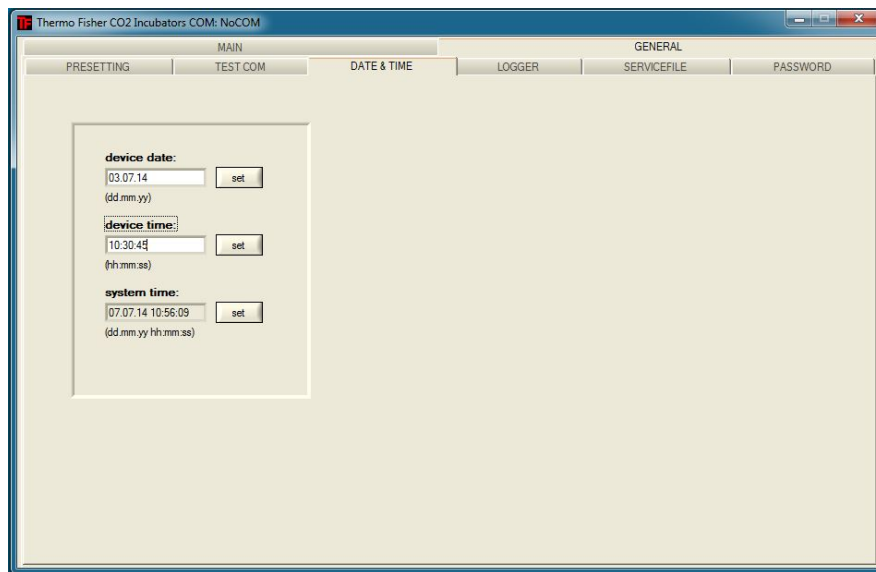 TF Thermo Fisher CO2 Incubators COM: NoCOM
MAIN GENERAL
PRESETTING TEST COM DATE & TIME LOGGER SERVICEFILE PASSWORD
device date:
03.07.14 set
(dd.mm.yy)
device time:
10:30:45 set
(hh:mm:ss)
system time:
07.07.14 10:56:09 set
(dd.mm.yy hh:mm:ss)